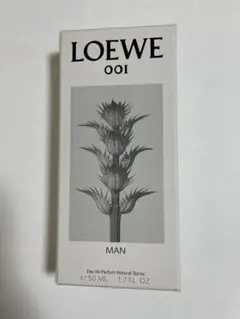 LOEWE
001
MAN
Eau de Parfum Natural Spray
e 50 ML 1.7 FL. OZ.